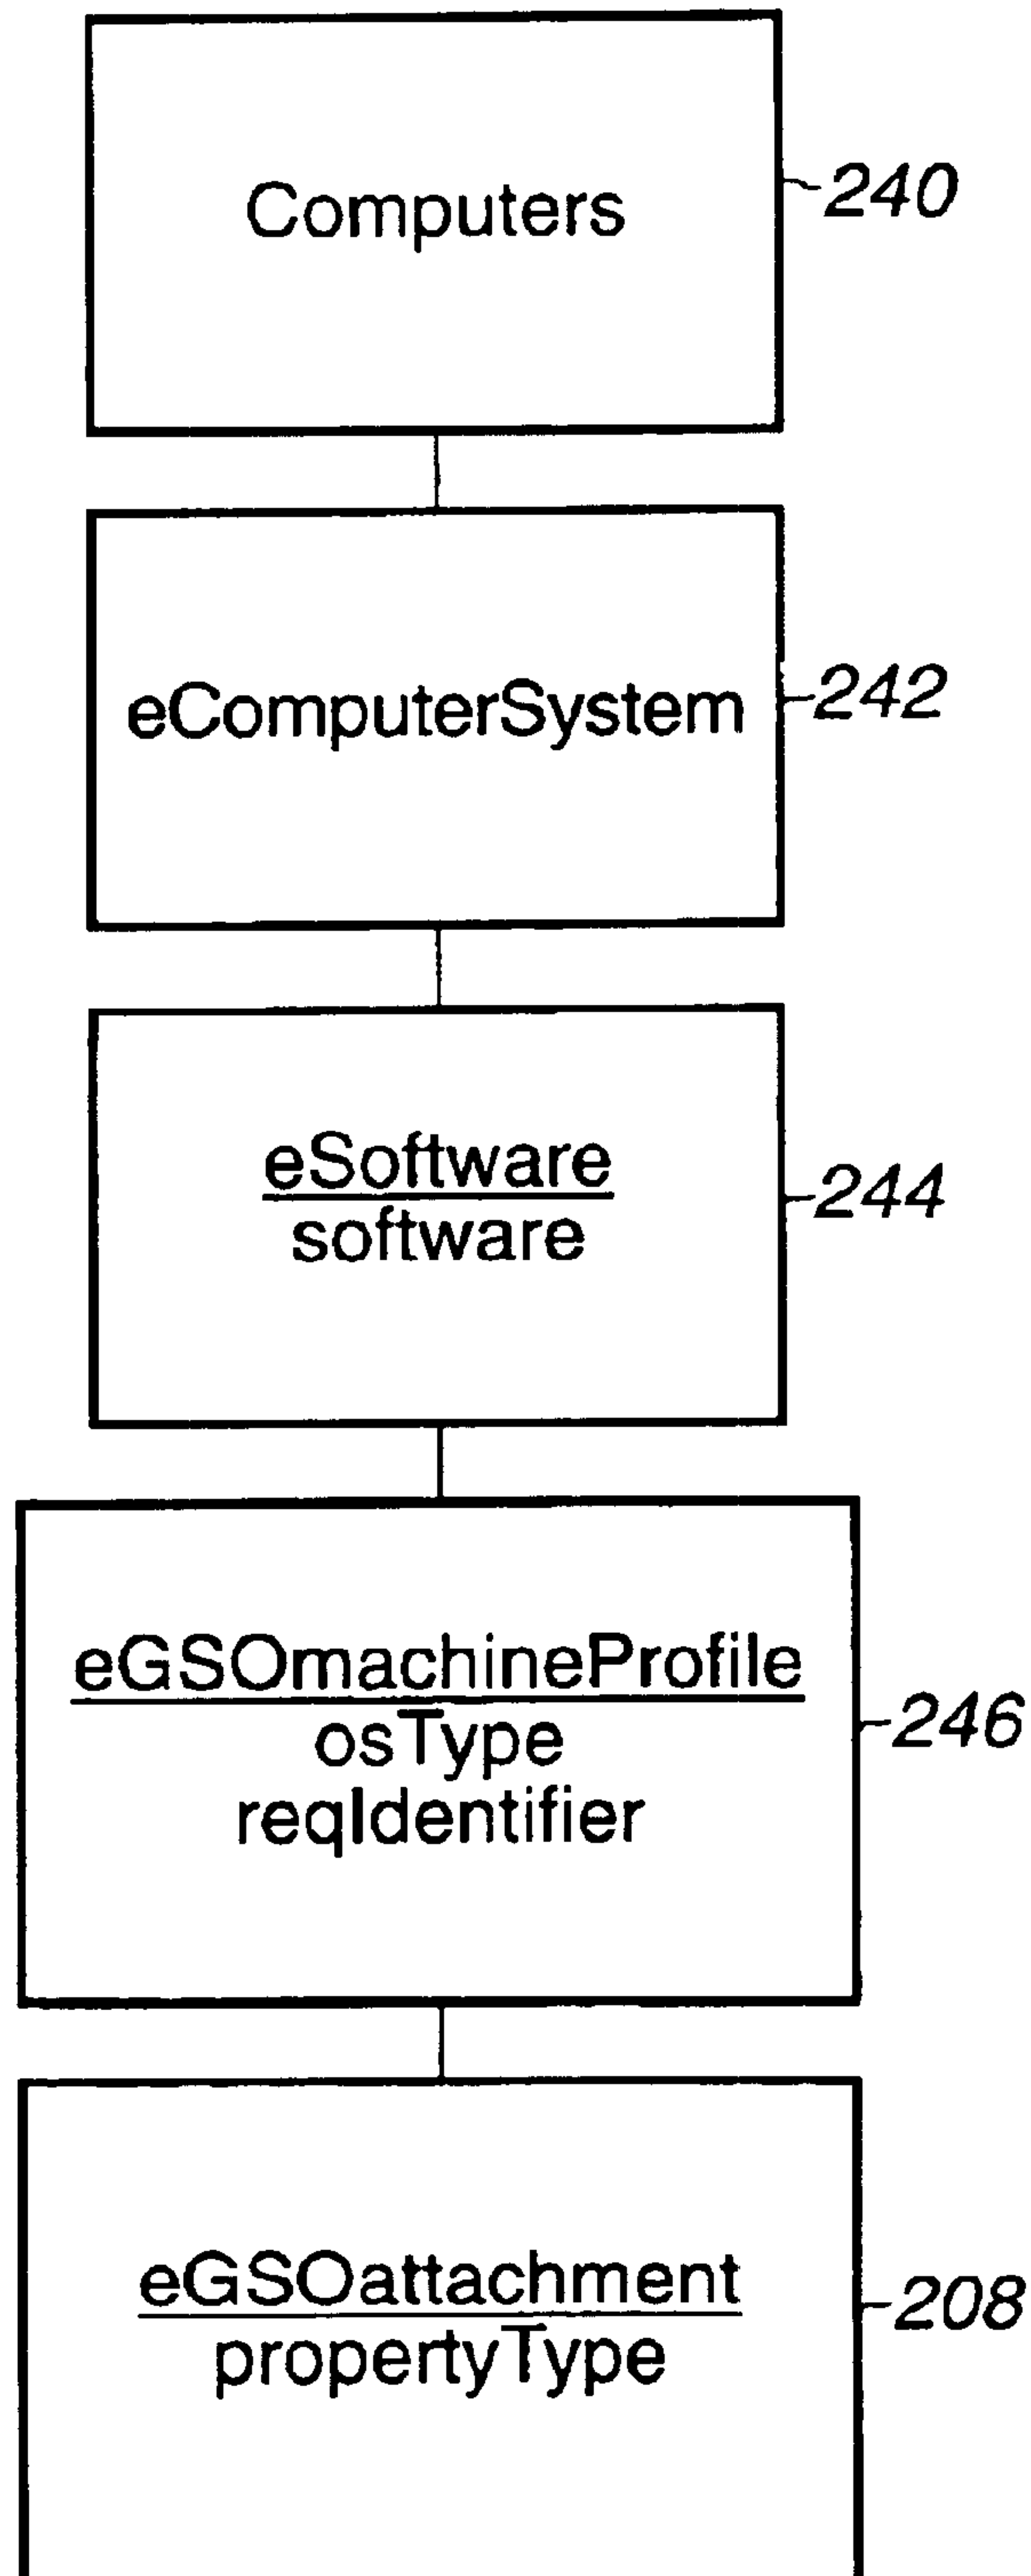 Computers
240
eComputerSystem
242
eSoftware
software
244
eGSOmachineProfile
osType
reqIdentifier
246
eGSOattachment
propertyType
208